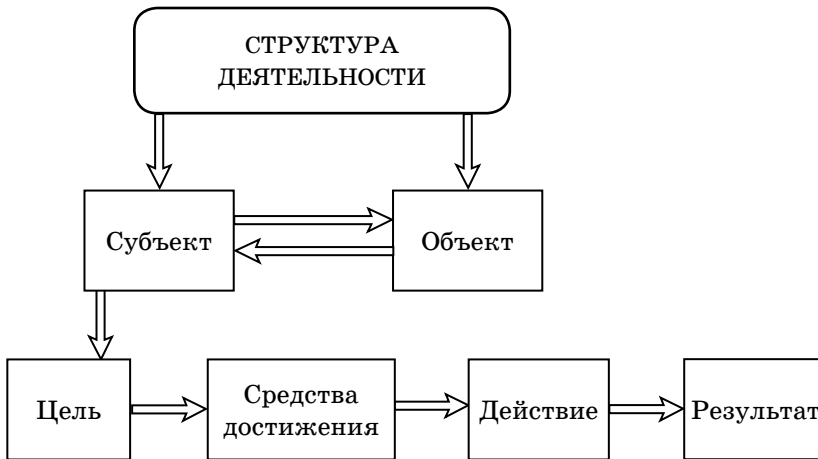 СТРУКТУРА
ДЕЯТЕЛЬНОСТИ
Субъект
Объект
Цель
Средства
достижения
Действие
Результат